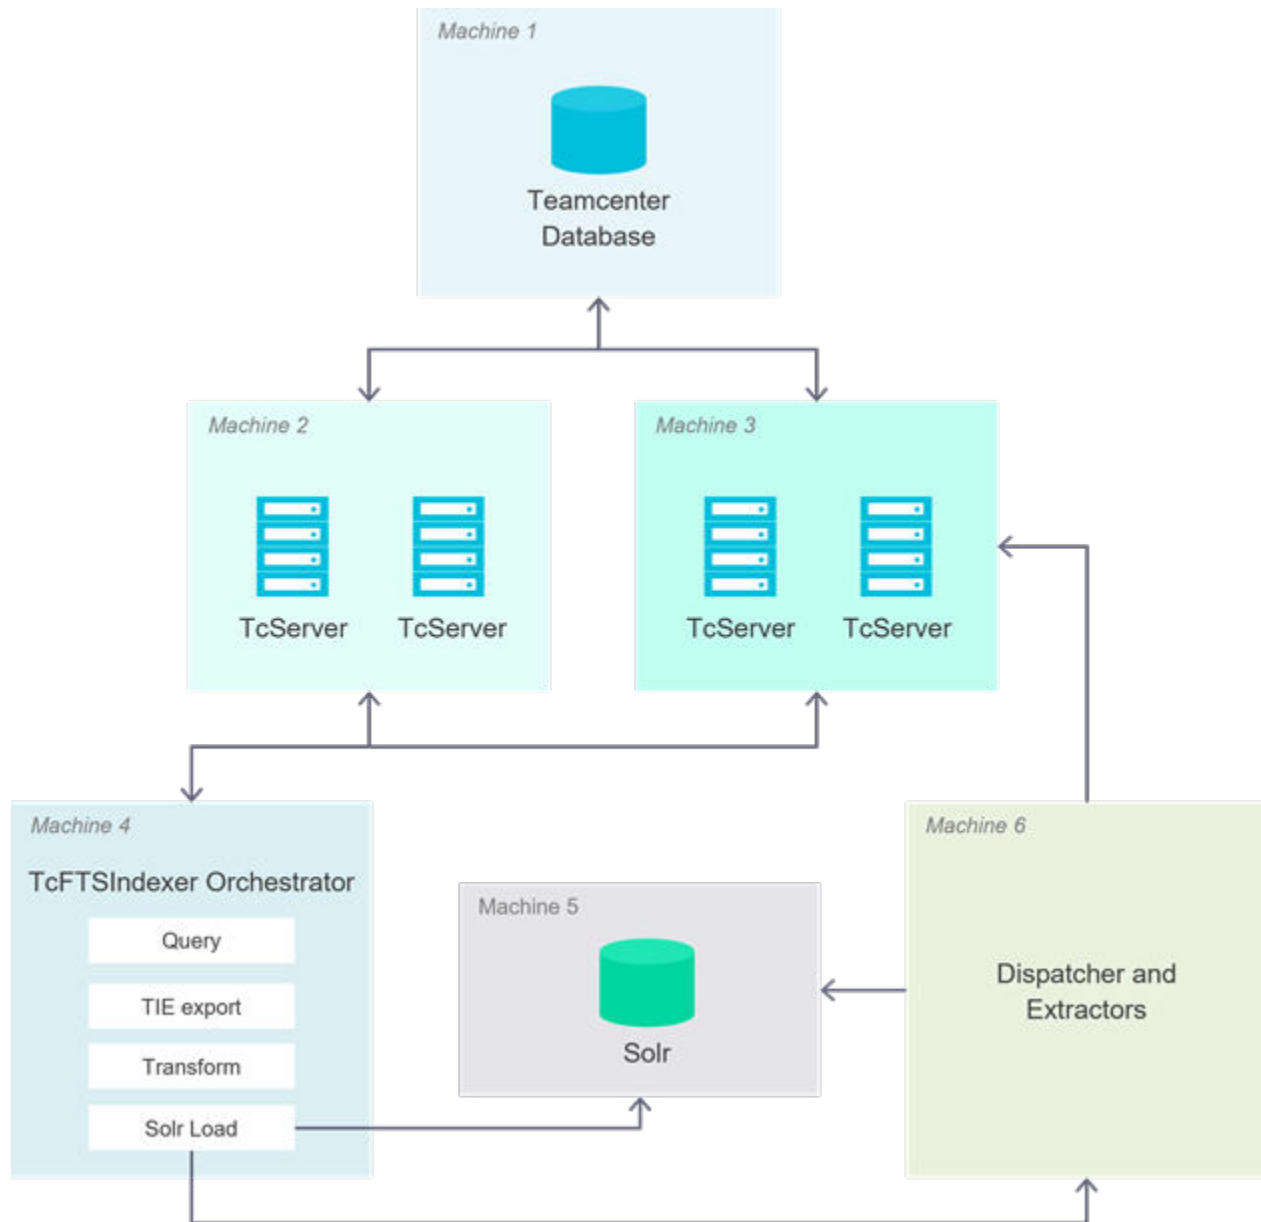 Machine 1
Teamcenter
Database
Machine 2
TcServer
TcServer
Machine 3
TcServer
TcServer
Machine 4
TcFTSIndexer Orchestrator
Query
TIE export
Transform
Solr Load
Machine 5
Solr
Machine 6
Dispatcher and
Extractors